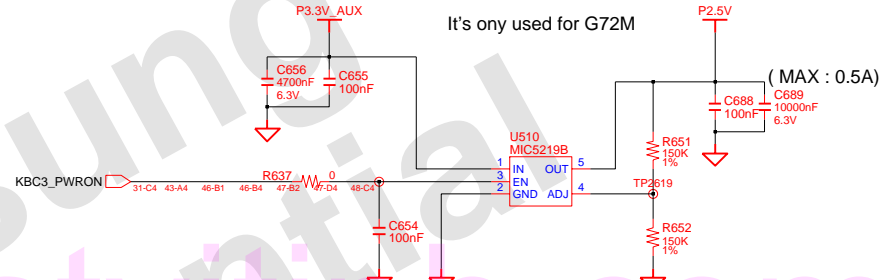 P3.3V_AUX
It's ony used for G72M
P2.5V
C656
4700nF
6.3V
C655
100nF
( MAX : 0.5A)
C688
100nF
C689
10000nF
6.3V
U510
MIC5219B
R651
150K
1%
1
IN
OUT
5
3
EN
2
GND
ADJ
4
TP2619
KBC3_PWRON
31-C4
43-A4
46-B1
46-B4
47-B2
47-D4
48-C4
R637
0
C654
100nF
R652
150K
1%